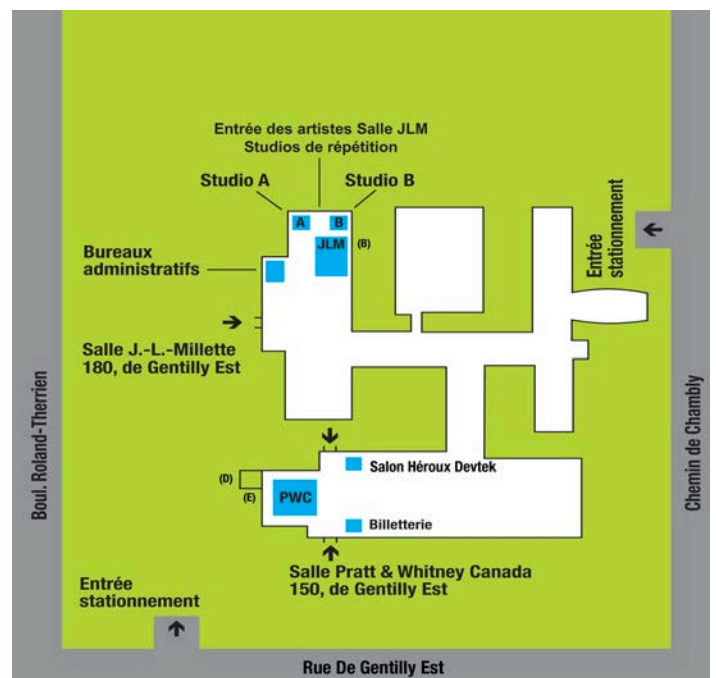 Entrée des artistes Salle JLM
Studios de répétition
Studio A
Studio B
A
B
JLM
(B)
Bureaux
administratifs
Entrée
stationnement
Salle J.-L.-Millette
180, de Gentilly Est
Boul. Roland-Therrien
Chemin de Chambly
Salon Héroux Devtek
(D)
(E)
PWC
Billetterie
Salle Pratt & Whitney Canada
150, de Gentilly Est
Entrée
stationnement
Rue De Gentilly Est